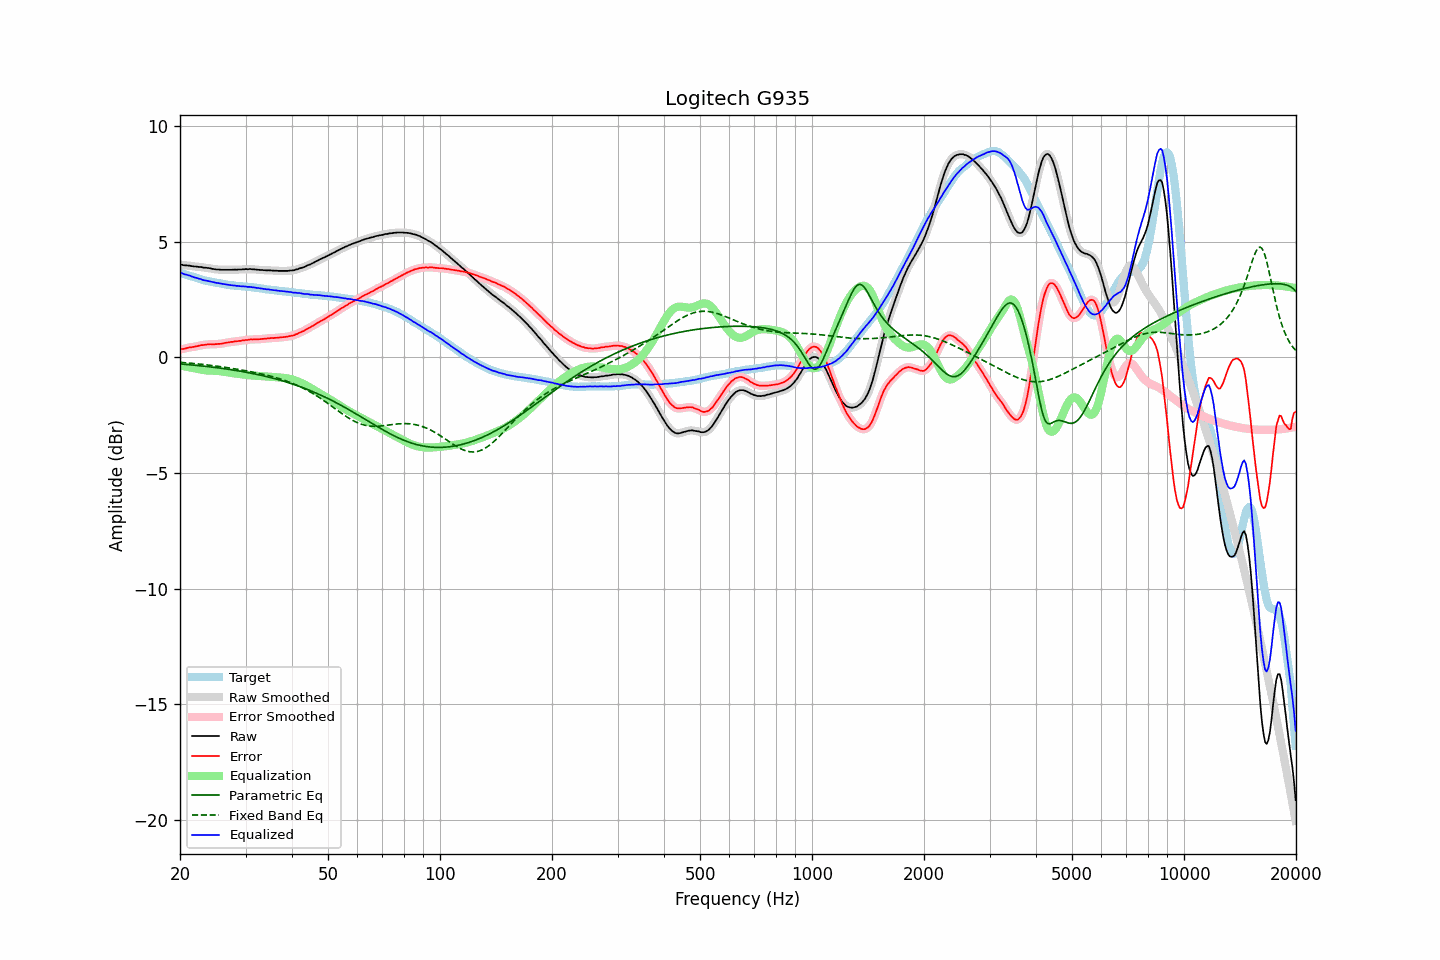 Logitech G935
Amplitude (dBr)
10
5
0
−5
−10
−15
−20
Target
Raw Smoothed
Error Smoothed
Raw
Error
Equalization
Parametric Eq
Fixed Band Eq
Equalized
20 50 100 200 500 1000 2000 5000 10000 20000
Frequency (Hz)